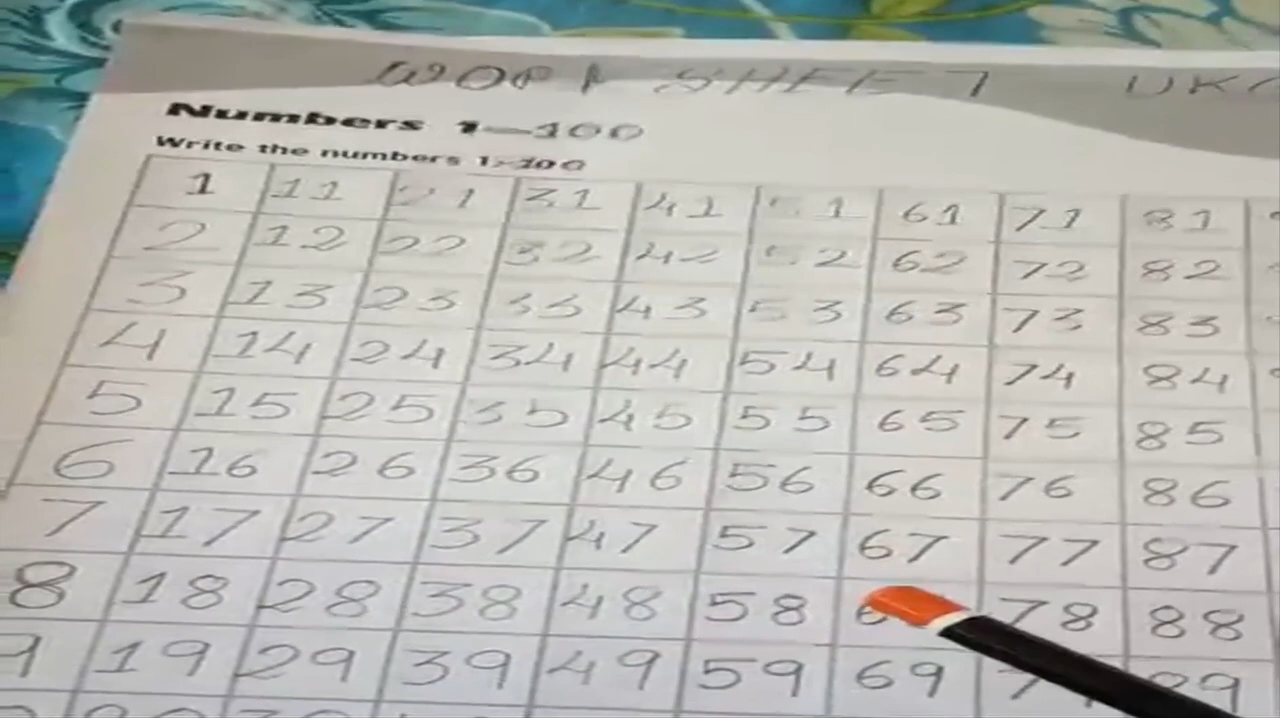 WORK SHEET UKG
Numbers 1-100
Write the numbers 1-100
1 11 21 31 41 51 61 71 81
2 12 22 32 42 52 62 72 82
3 13 23 33 43 53 63 73 83
4 14 24 34 44 54 64 74 84
5 15 25 35 45 55 65 75 85
6 16 26 36 46 56 66 76 86
7 17 27 37 47 57 67 77 87
8 18 28 38 48 58 78 88
9 19 29 39 49 59 69 89